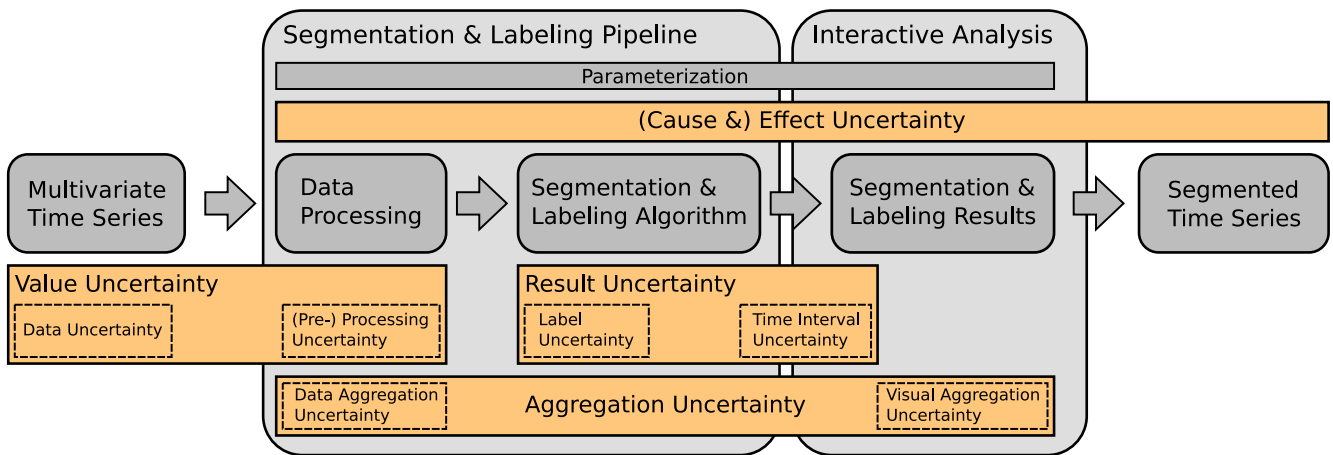 Segmentation & Labeling Pipeline
Interactive Analysis
Parameterization
(Cause &) Effect Uncertainty
Multivariate
Time Series
Data
Processing
Segmentation &
Labeling Algorithm
Segmentation &
Labeling Results
Segmented
Time Series
Value Uncertainty
Data Uncertainty
(Pre-) Processing
Uncertainty
Result Uncertainty
Label
Uncertainty
Time Interval
Uncertainty
Data Aggregation
Uncertainty
Aggregation Uncertainty
Visual Aggregation
Uncertainty